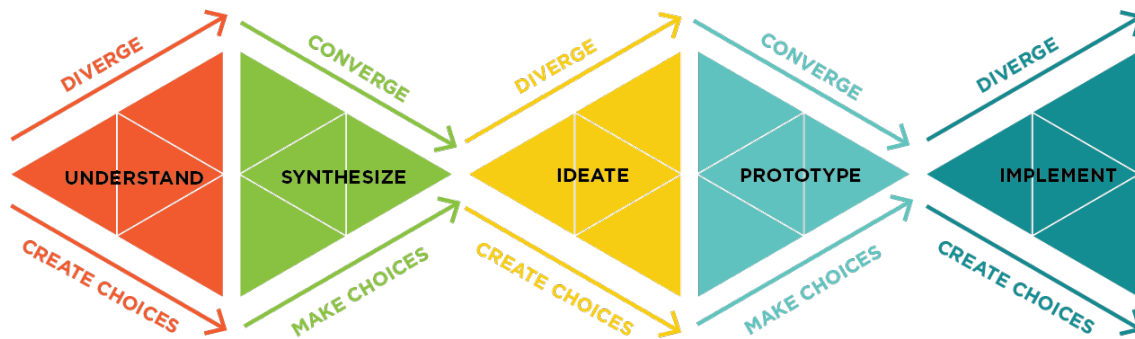 DIVERGE
CONVERGE
DIVERGE
CONVERGE
DIVERGE
UNDERSTAND
SYNTHESIZE
IDEATE
PROTOTYPE
IMPLEMENT
CREATE CHOICES
MAKE CHOICES
CREATE CHOICES
MAKE CHOICES
CREATE CHOICES